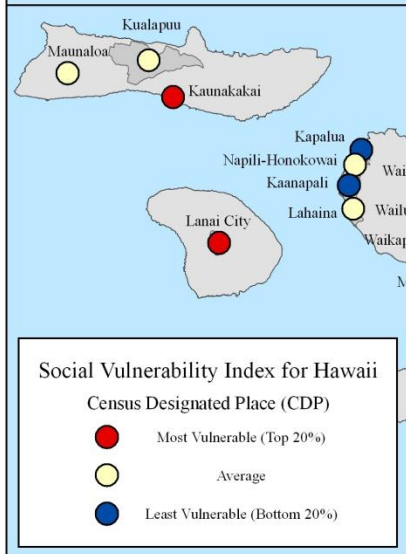 Kualapuu
Maunaloa
Kaunakakai
Kapalua
Napili-Honokowai
Kaanapali
Lanai City
Lahaina
Social Vulnerability Index for Hawaii
Census Designated Place (CDP)
Most Vulnerable (Top 20%)
Average
Least Vulnerable (Bottom 20%)